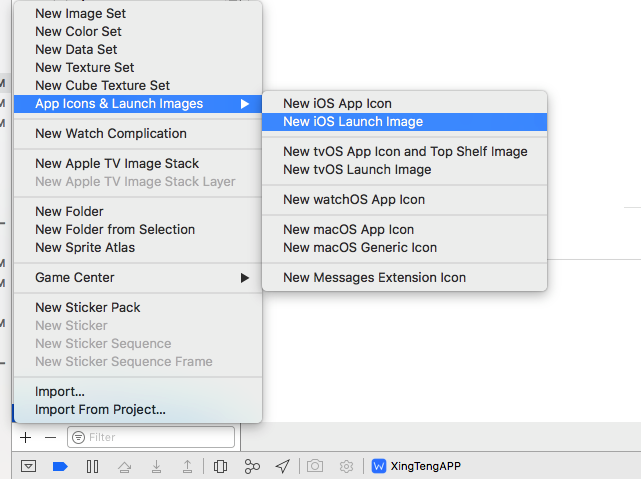 New Image Set
New Color Set
New Data Set
New Texture Set
New Cube Texture Set
App Icons & Launch Images
New Watch Complication
New Apple TV Image Stack
New Apple TV Image Stack Layer
New Folder
New Folder from Selection
New Sprite Atlas
Game Center
New Sticker Pack
New Sticker
New Sticker Sequence
New Sticker Sequence Frame
Import...
Import From Project...
New iOS App Icon
New iOS Launch Image
New tvOS App Icon and Top Shelf Image
New tvOS Launch Image
New watchOS App Icon
New macOS App Icon
New macOS Generic Icon
New Messages Extension Icon
M
M
M
M
M
M
Filter
W XingTengAPP